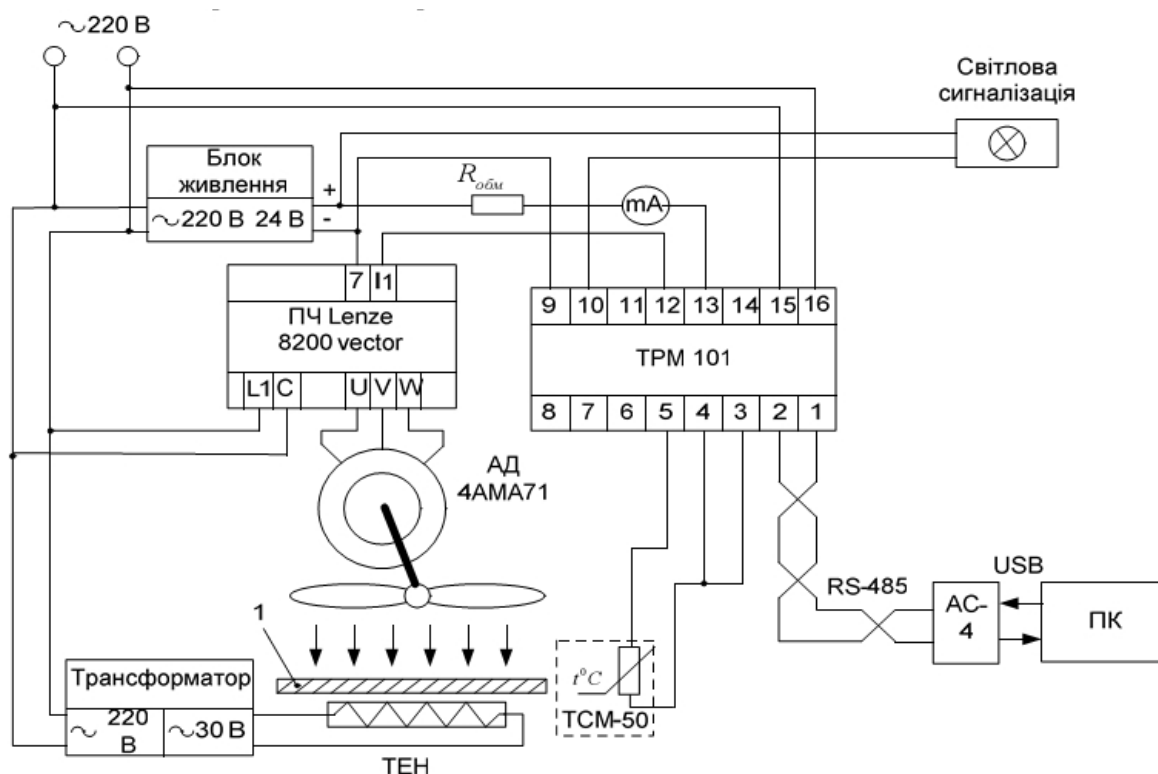 ~220 В
Світлова
сигналізація
Блок
живлення
~220 В 24 В
+
-
Rобм
mA
7 I1
ПЧ Lenze
8200 vector
L1 C U V W
9 10 11 12 13 14 15 16
ТРМ 101
8 7 6 5 4 3 2 1
АД
4АМА71
RS-485
USB
АС-
4
ПК
1
Трансформатор
~ 220
В
~30 В
ТЕН
t°C
ТСМ-50